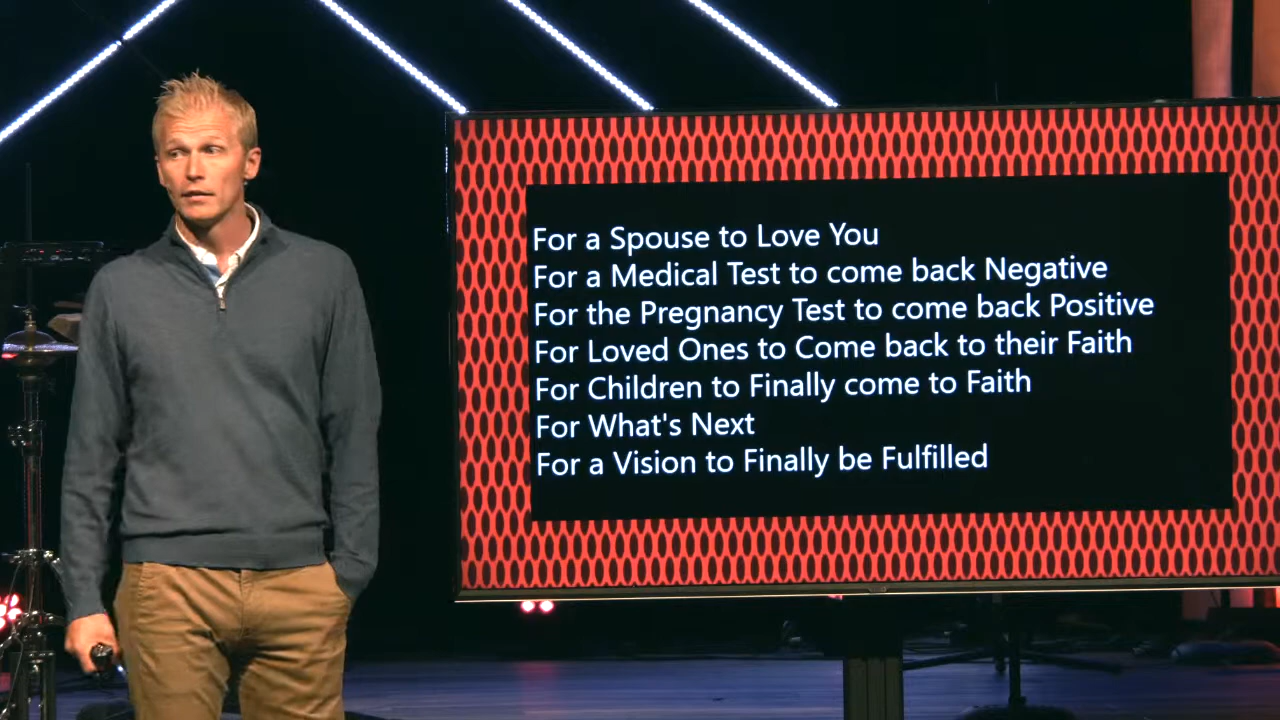 For a Spouse to Love You
For a Medical Test to come back Negative
For the Pregnancy Test to come back Positive
For Loved Ones to Come back to their Faith
For Children to Finally come to Faith
For What's Next
For a Vision to Finally be Fulfilled